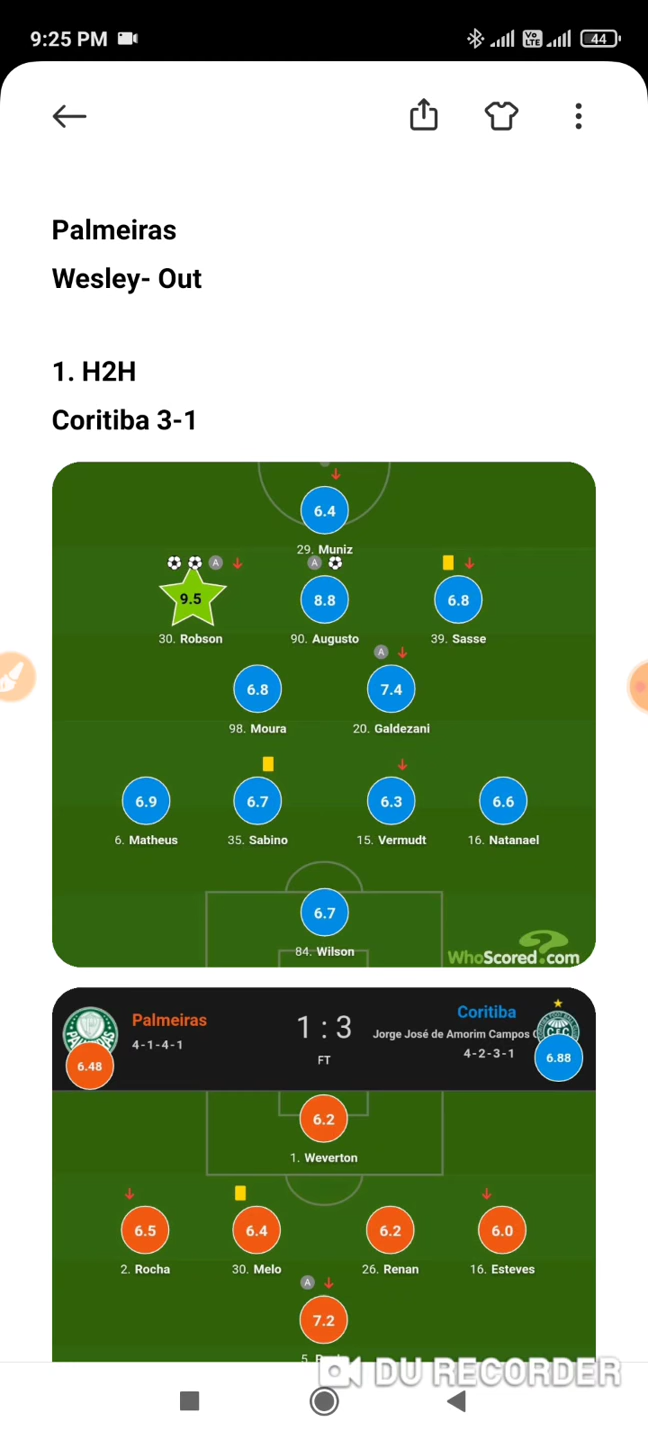 9:25 PM
Vo LTE
44
Palmeiras
Wesley- Out
1. H2H
Coritiba 3-1
6.4
29. Muniz
A
A
9.5
8.8
6.8
30. Robson
90. Augusto
39. Sasse
A
6.8
7.4
98. Moura
20. Galdezani
6.9
6.7
6.3
6.6
6. Matheus
35. Sabino
15. Vermudt
16. Natanael
6.7
84. Wilson
WhoScored.com
Palmeiras
4-1-4-1
6.48
1 : 3
FT
Coritiba
Jorge José de Amorim Campos
4-2-3-1
6.88
6.2
1. Weverton
6.5
6.4
6.2
6.0
2. Rocha
30. Melo
26. Renan
16. Esteves
A
7.2
5.
DU RECORDER